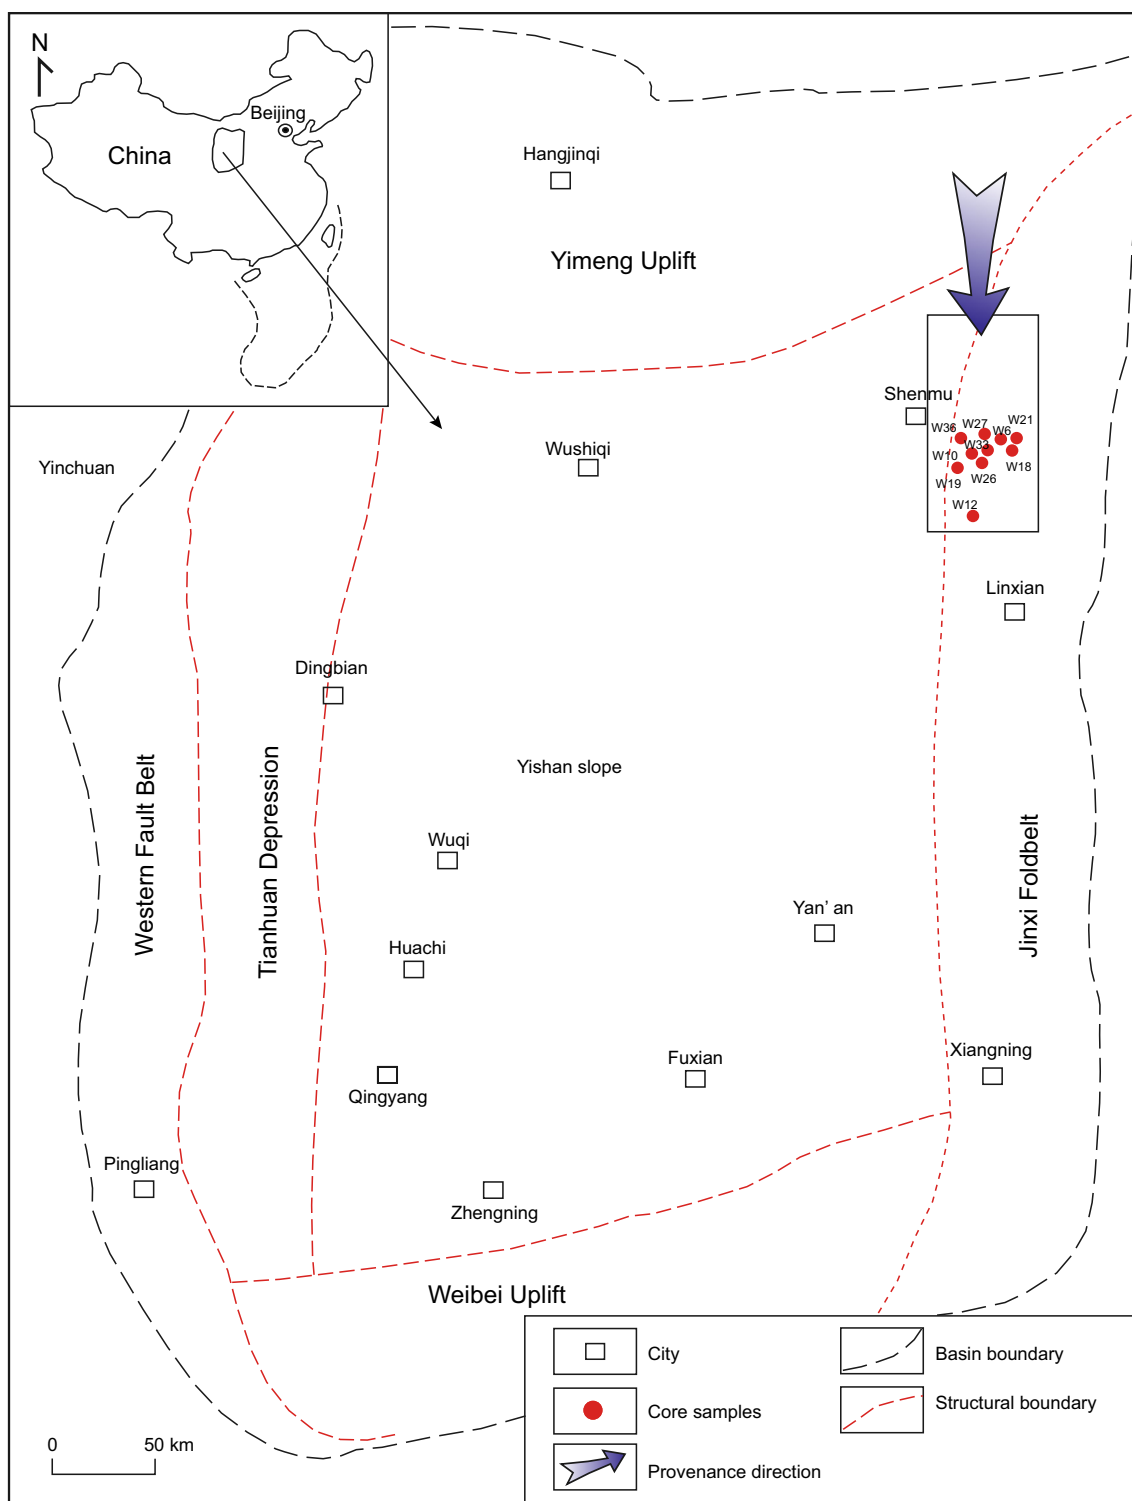 N
Beijing
China
Hangjinqi
Yimeng Uplift
Shenmu
W36
W27
W6
W21
W33
W10
W18
W19
W26
W12
Wushiqi
Yinchuan
Linxian
Dingbian
Yishan slope
Western Fault Belt
Tianhuan Depression
Jinxi Foldbelt
Wuqi
Yan' an
Huachi
Xiangning
Fuxian
Qingyang
Pingliang
Zhengning
Weibei Uplift
City
Basin boundary
Core samples
Structural boundary
Provenance direction
0 50 km